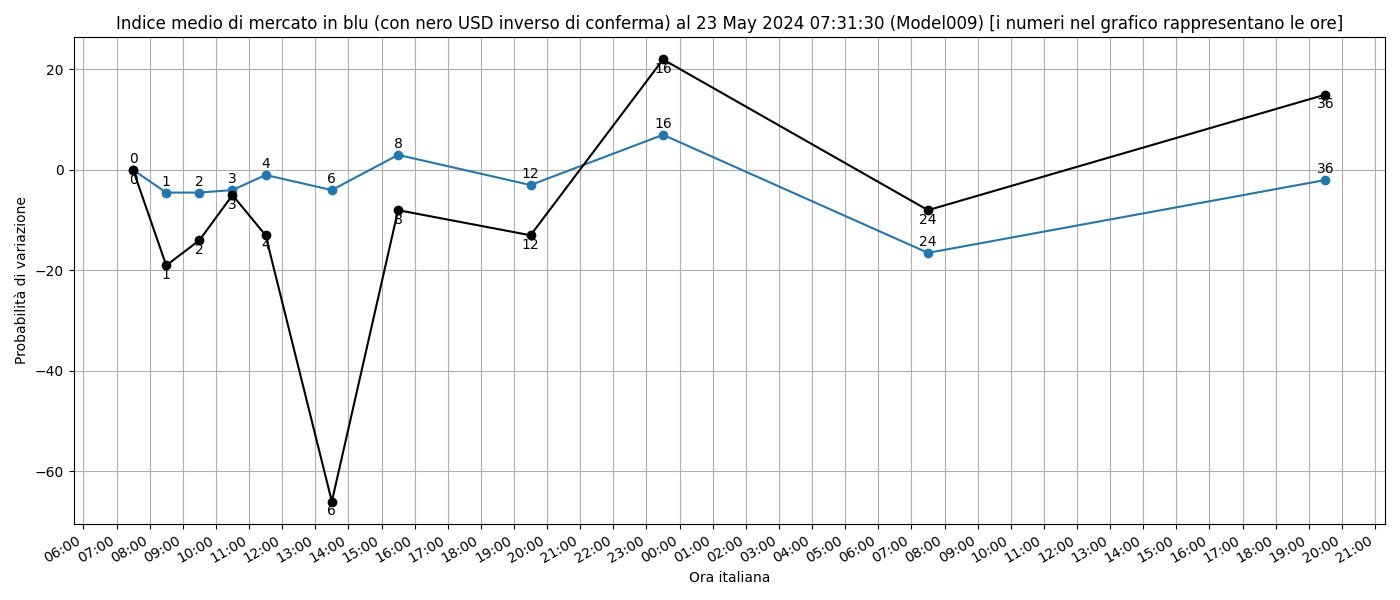 Indice medio di mercato in blu (con nero USD inverso di conferma) al 23 May 2024 07:31:30 (Model009) [i numeri nel grafico rappresentano le ore]
Probabilità di variazione
20
0
−20
−40
−60
0 1 2 3 4 6 8 12 16 24 36
0 1 2 3 4 6 8 12 16 24 36
06:00 07:00 08:00 09:00 10:00 11:00 12:00 13:00 14:00 15:00 16:00 17:00 18:00 19:00 20:00 21:00 22:00 23:00 00:00 01:00 02:00 03:00 04:00 05:00 06:00 07:00 08:00 09:00 10:00 11:00 12:00 13:00 14:00 15:00 16:00 17:00 18:00 19:00 20:00 21:00
Ora italiana